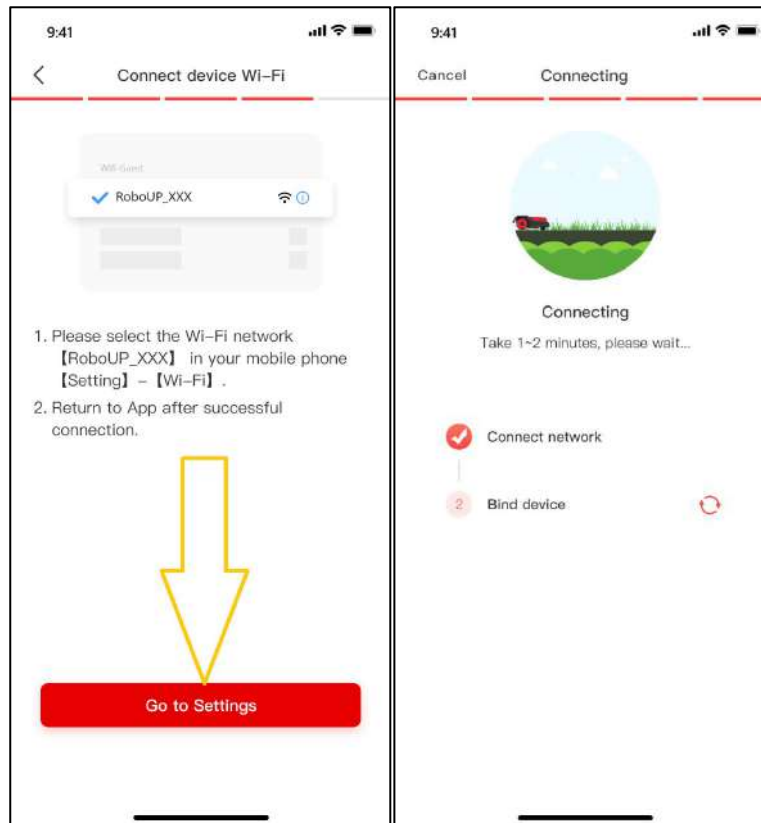 9:41
Connect device Wi-Fi
RoboUP_XXX
1. Please select the Wi-Fi network
【RoboUP_XXX】 in your mobile phone
【Setting】 – 【Wi-Fi】.
2. Return to App after successful
connection.
Go to Settings
9:41
Cancel Connecting
Connecting
Take 1~2 minutes, please wait...
Connect network
2 Bind device